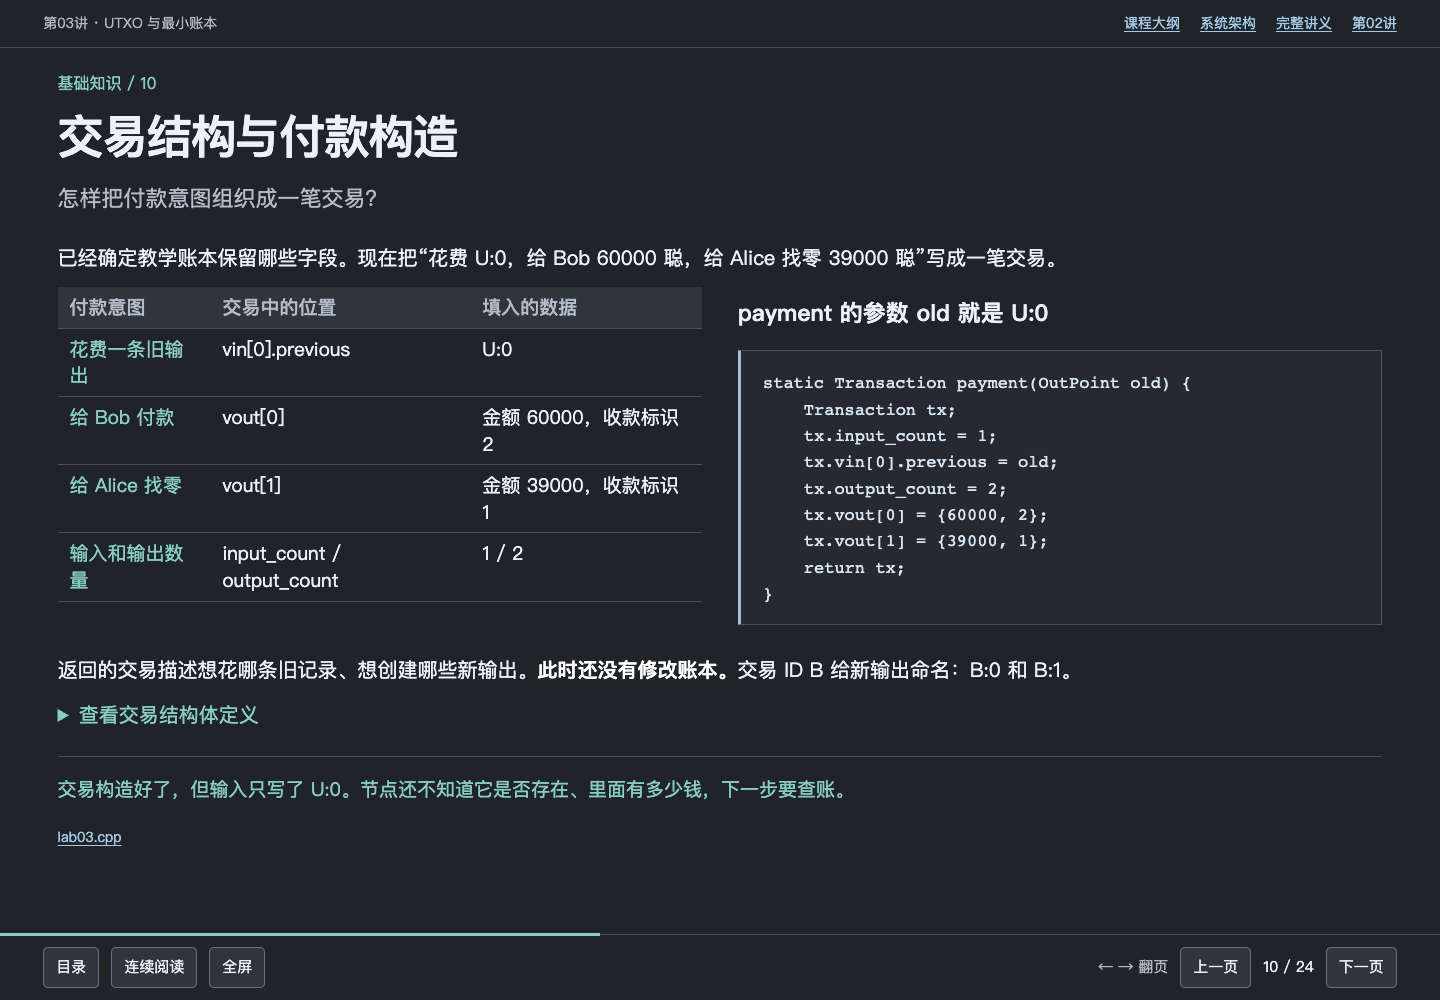 第03讲 · UTXO 与最小账本
课程大纲 系统架构 完整讲义 第02讲
基础知识 / 10
交易结构与付款构造
怎样把付款意图组织成一笔交易?
已经确定教学账本保留哪些字段。现在把“花费 U:0，给 Bob 60000 聪，给 Alice 找零 39000 聪”写成一笔交易。
付款意图 交易中的位置 填入的数据
花费一条旧输出 vin[0].previous U:0
给 Bob 付款 vout[0] 金额 60000，收款标识 2
给 Alice 找零 vout[1] 金额 39000，收款标识 1
输入和输出数量 input_count / output_count 1 / 2
payment 的参数 old 就是 U:0
static Transaction payment(OutPoint old) {
    Transaction tx;
    tx.input_count = 1;
    tx.vin[0].previous = old;
    tx.output_count = 2;
    tx.vout[0] = {60000, 2};
    tx.vout[1] = {39000, 1};
    return tx;
}
返回的交易描述想花哪条旧记录、想创建哪些新输出。此时还没有修改账本。交易 ID B 给新输出命名：B:0 和 B:1。
▶ 查看交易结构体定义
交易构造好了，但输入只写了 U:0。节点还不知道它是否存在、里面有多少钱，下一步要查账。
lab03.cpp
目录 连续阅读 全屏 ←→ 翻页 上一页 10 / 24 下一页